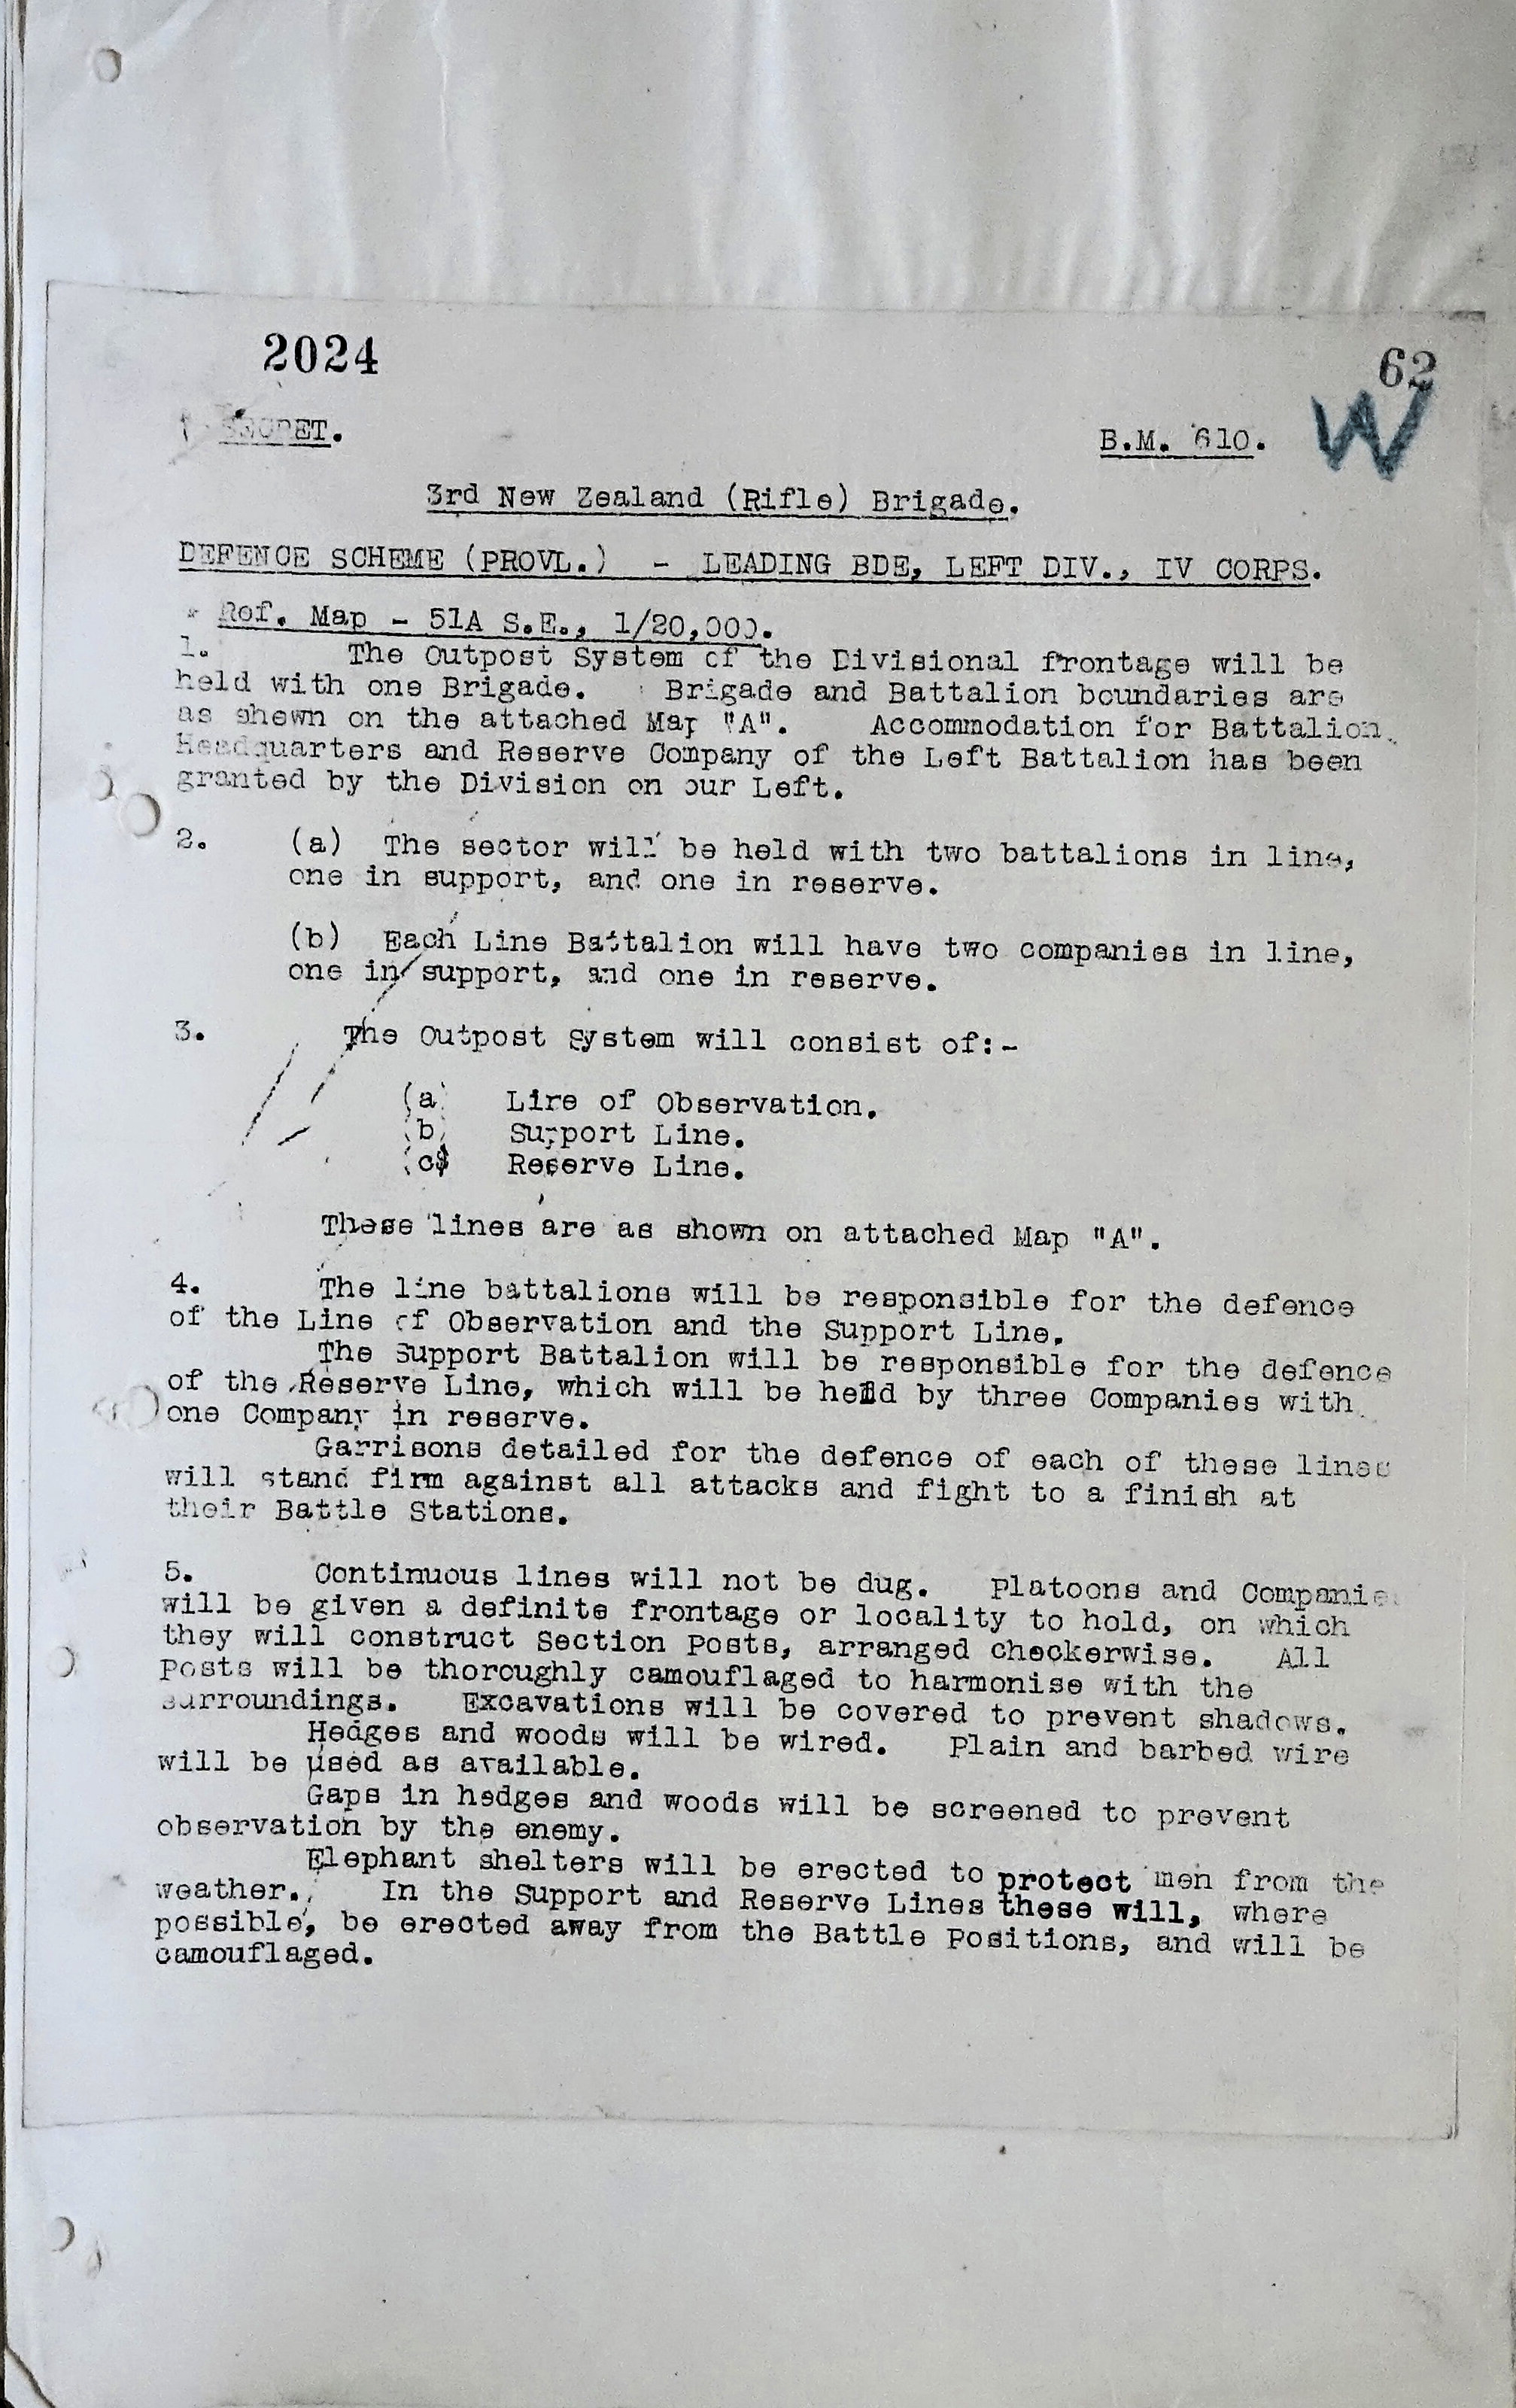 2024
62
W
SECRET.
B.M. 610.
3rd New Zealand (Rifle) Brigade.
DEFENCE SCHEME (PROVL.) - LEADING BDE, LEFT DIV., IV CORPS.
Ref. Map - 51A S.E., 1/20,000.
1. The Outpost System of the Divisional frontage will be
held with one Brigade. Brigade and Battalion boundaries are
as shewn on the attached Map "A". Accommodation for Battalion
Headquarters and Reserve Company of the Left Battalion has been
granted by the Division on our Left.
2. (a) The sector will be held with two battalions in line,
one in support, and one in reserve.
(b) Each Line Battalion will have two companies in line,
one in support, and one in reserve.
3. The Outpost System will consist of:-
(a) Line of Observation.
(b) Support Line.
(c) Reserve Line.
These lines are as shown on attached Map "A".
4. The line battalions will be responsible for the defence
of the Line of Observation and the Support Line.
The Support Battalion will be responsible for the defence
of the Reserve Line, which will be held by three Companies with
one Company in reserve.
Garrisons detailed for the defence of each of these lines
will stand firm against all attacks and fight to a finish at
their Battle Stations.
5. Continuous lines will not be dug. Platoons and Companies
will be given a definite frontage or locality to hold, on which
they will construct Section Posts, arranged checkerwise. All
Posts will be thoroughly camouflaged to harmonise with the
surroundings. Excavations will be covered to prevent shadows.
Hedges and woods will be wired. Plain and barbed wire
will be used as available.
Gaps in hedges and woods will be screened to prevent
observation by the enemy.
Elephant shelters will be erected to protect men from the
weather. In the Support and Reserve Lines these will, where
possible, be erected away from the Battle Positions, and will be
camouflaged.